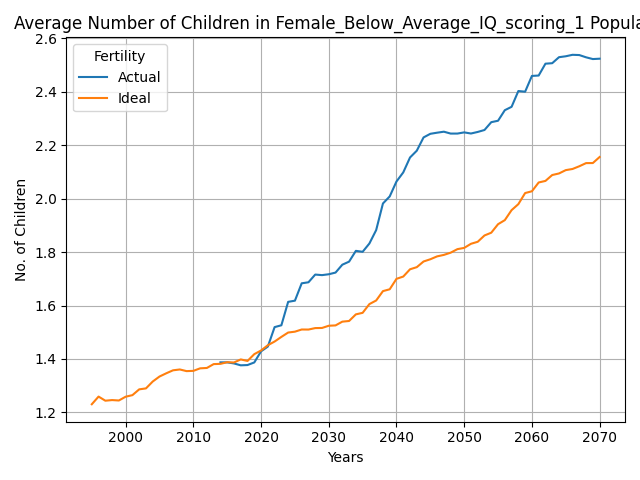 Average Number of Children in Female_Below_Average_IQ_scoring_1 Popula
Fertility
Actual
Ideal
No. of Children
2.6
2.4
2.2
2.0
1.8
1.6
1.4
1.2
2000 2010 2020 2030 2040 2050 2060 2070
Years